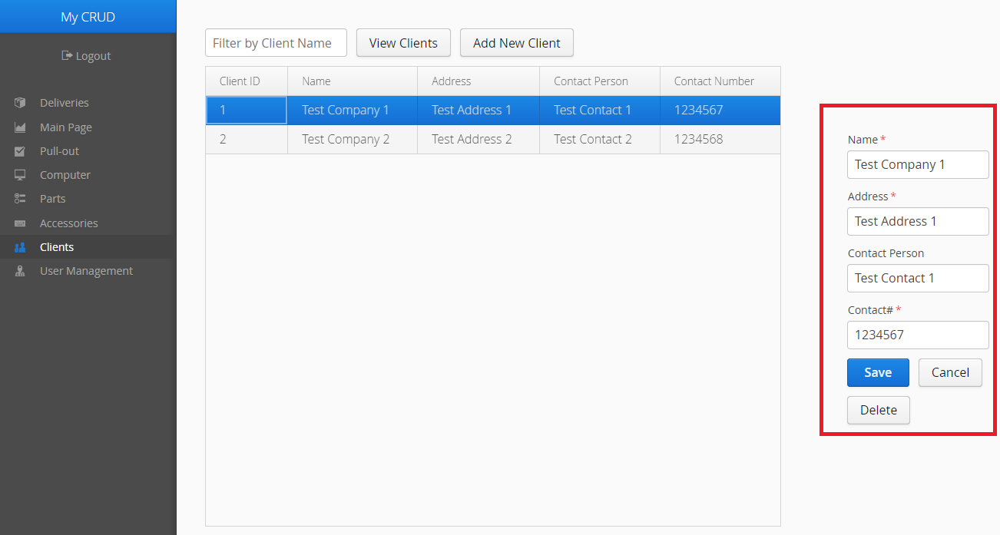 My CRUD
Logout
Deliveries
Main Page
Pull-out
Computer
Parts
Accessories
Clients
User Management
Filter by Client Name View Clients Add New Client
Client ID Name Address Contact Person Contact Number
1 Test Company 1 Test Address 1 Test Contact 1 1234567
2 Test Company 2 Test Address 2 Test Contact 2 1234568
Name *
Test Company 1
Address *
Test Address 1
Contact Person
Test Contact 1
Contact# *
1234567
Save Cancel
Delete